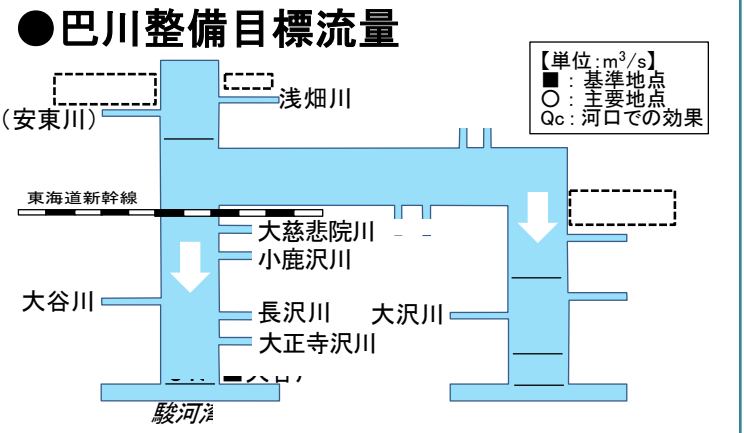 ●巴川整備目標流量
【単位:m³/s】
■：基準地点
○：主要地点
Qc：河口での効果
浅畑川
(安東川)
東海道新幹線
大慈悲院川
小鹿沢川
大谷川
長沢川
大沢川
大正寺沢川
駿河